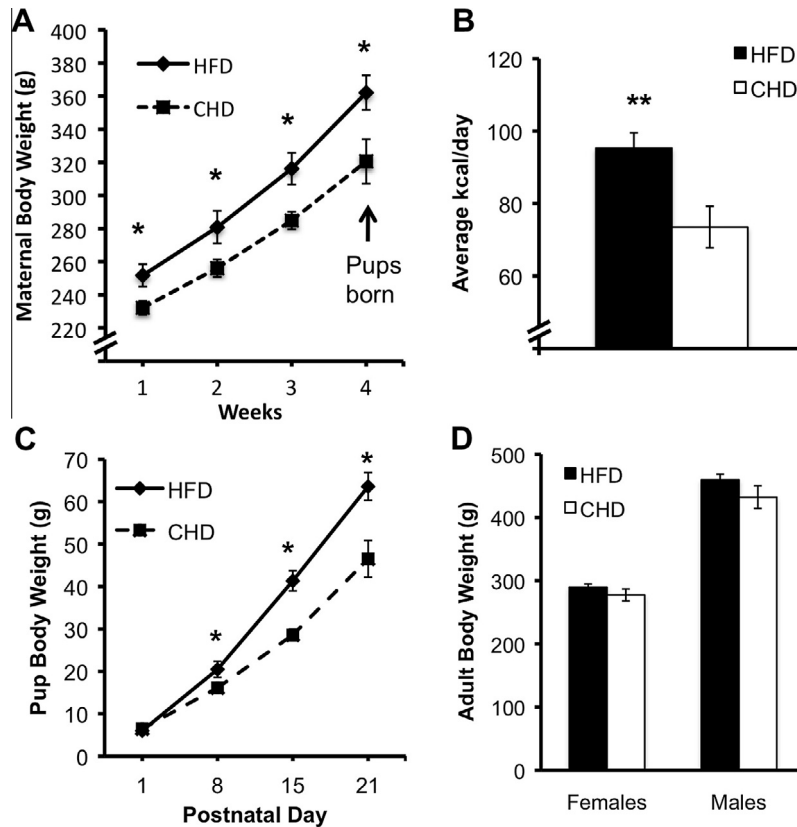 A
Maternal Body Weight (g)
400
380
360
340
320
300
280
260
240
220
HFD
CHD
*
*
*
*
Pups
born
1 2 3 4
Weeks
B
Average kcal/day
120
100
80
60
**
HFD
CHD
C
Pup Body Weight (g)
70
60
50
40
30
20
10
0
HFD
CHD
*
*
*
1 8 15 21
Postnatal Day
D
Adult Body Weight (g)
500
400
300
200
100
0
HFD
CHD
Females Males